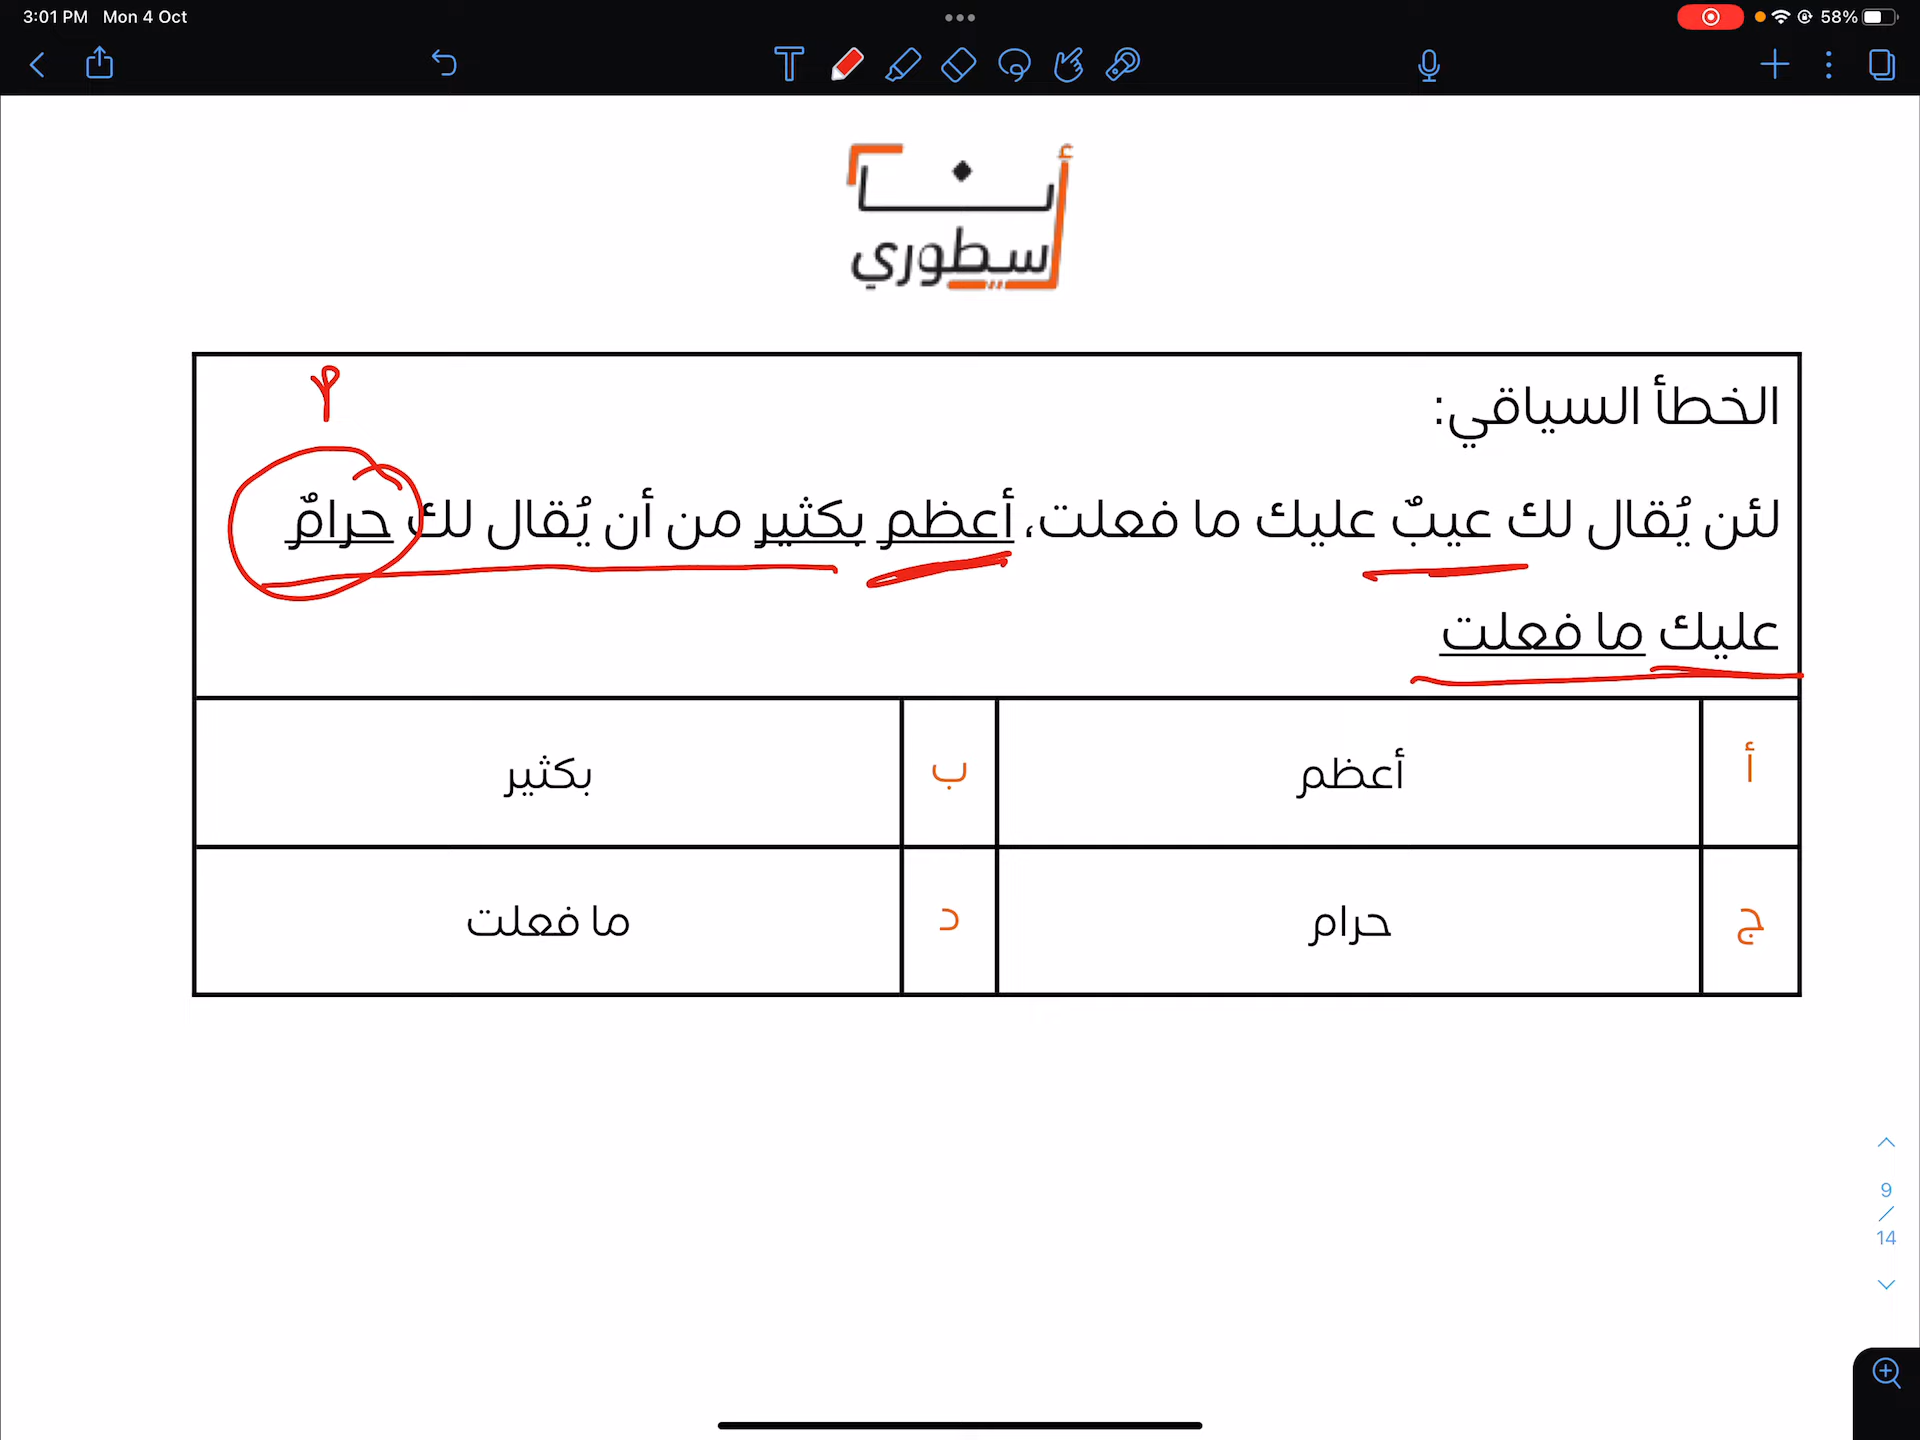 3:01 PM Mon 4 Oct
58%
أنا
أسطوري
الخطأ السياقي:
٢
لئن يُقال لك عيبٌ عليك ما فعلت، أعظم بكثير من أن يُقال لك حرامٌ
عليك ما فعلت
أ
أعظم
ب
بكثير
ج
حرام
د
ما فعلت
9
/
14